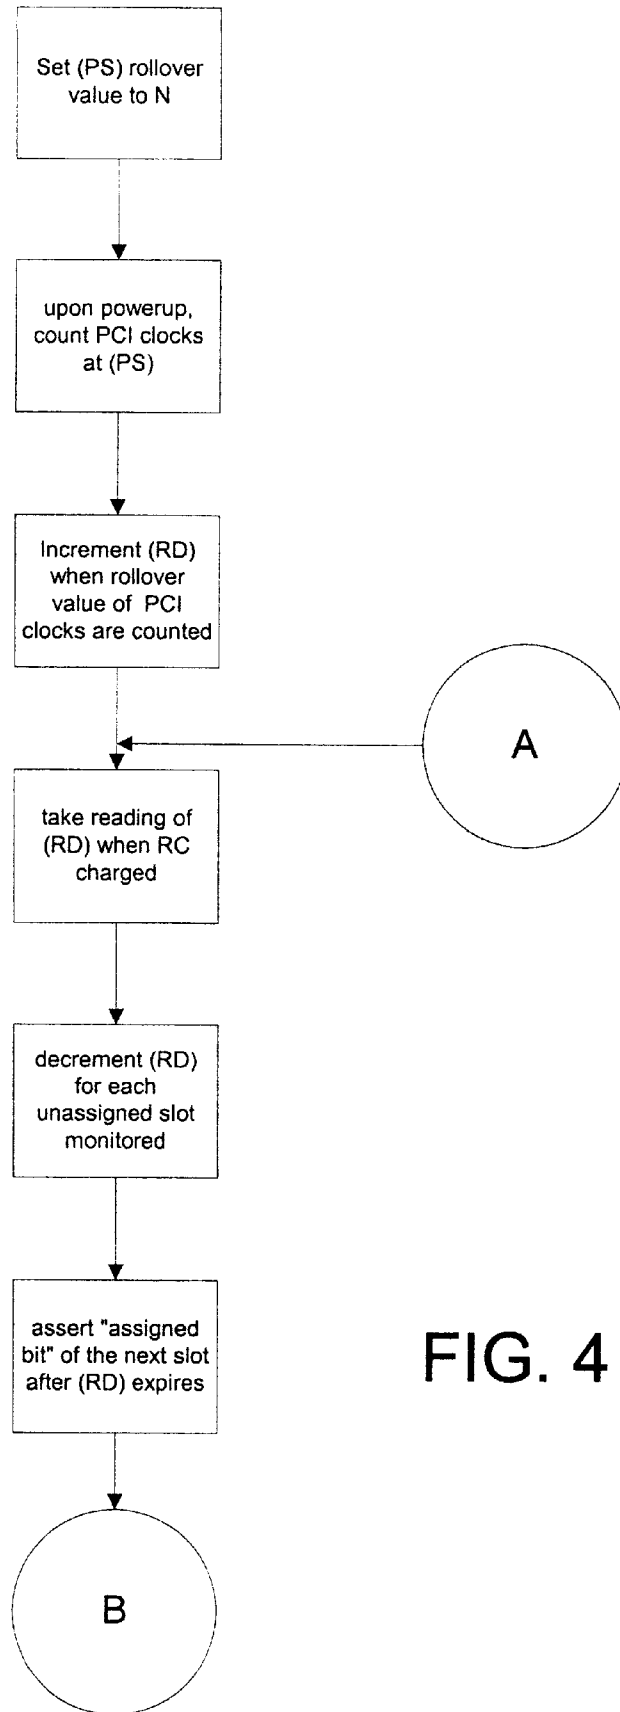 Set (PS) rollover
value to N
upon powerup,
count PCI clocks
at (PS)
Increment (RD)
when rollover
value of PCI
clocks are counted
A
take reading of
(RD) when RC
charged
decrement (RD)
for each
unassigned slot
monitored
assert "assigned
bit" of the next slot
after (RD) expires
FIG. 4
B